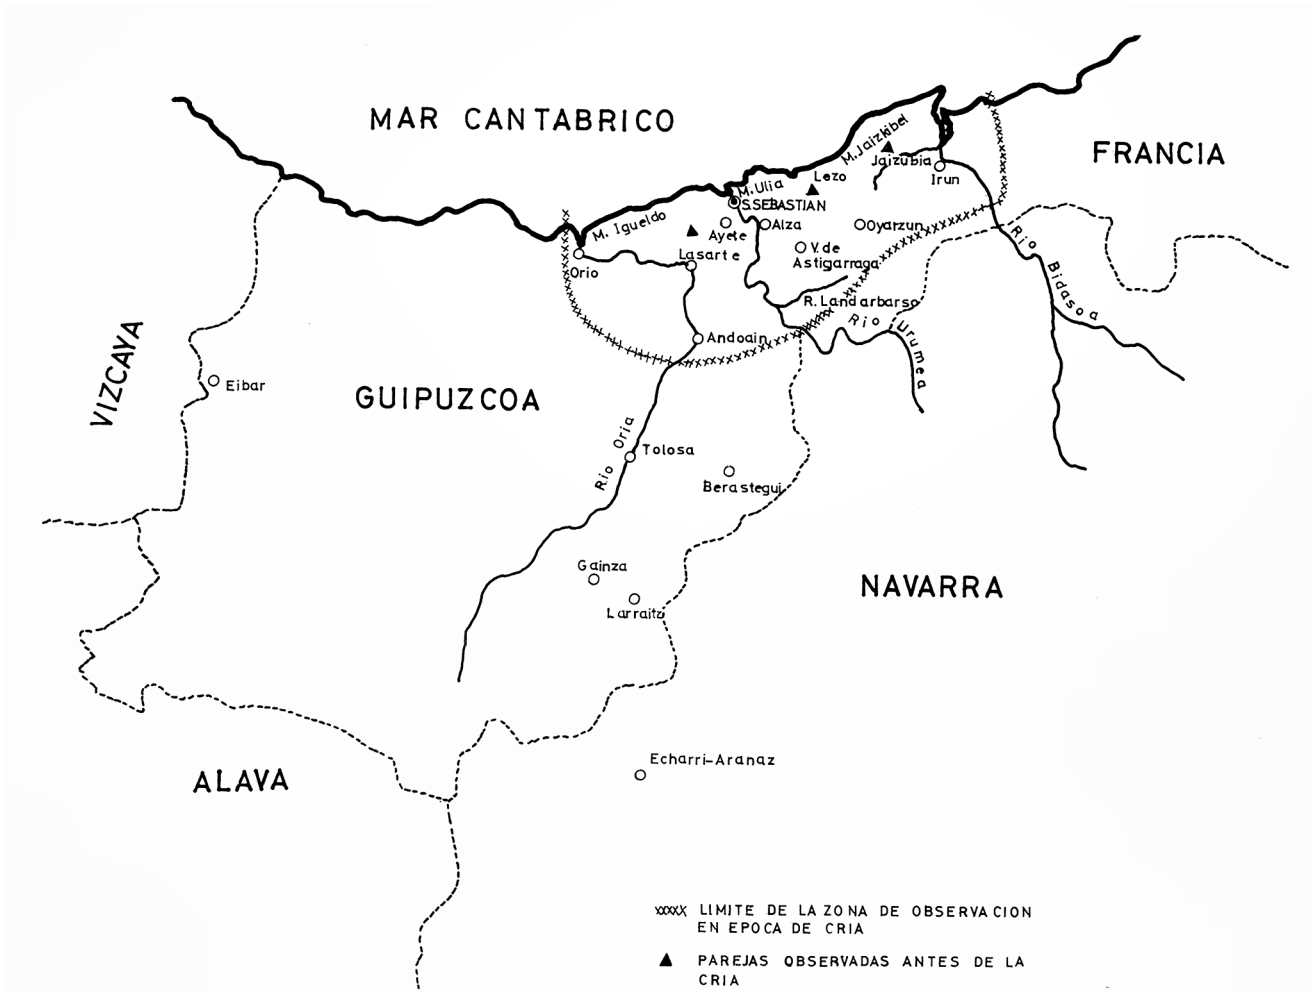 MAR CANTABRICO
FRANCIA
M. Jaizkibel
Jaizubia
Irun
Lezo
M. Ulia
S.SEBASTIAN
M. Igueldo
Ayete
Alza
Oyarzun
V. de
Astigarraga
Lasarte
Orio
R. Landarbarso
Rio Urumea
Rio Bidasoa
Andoain
VIZCAYA
Eibar
GUIPUZCOA
Rio Oria
Tolosa
Berastegui
Gainza
Larraitz
NAVARRA
Echarri-Aranaz
ALAVA
xxxxx LIMITE DE LA ZONA DE OBSERVACION
EN EPOCA DE CRIA
▲ PAREJAS OBSERVADAS ANTES DE LA
CRIA